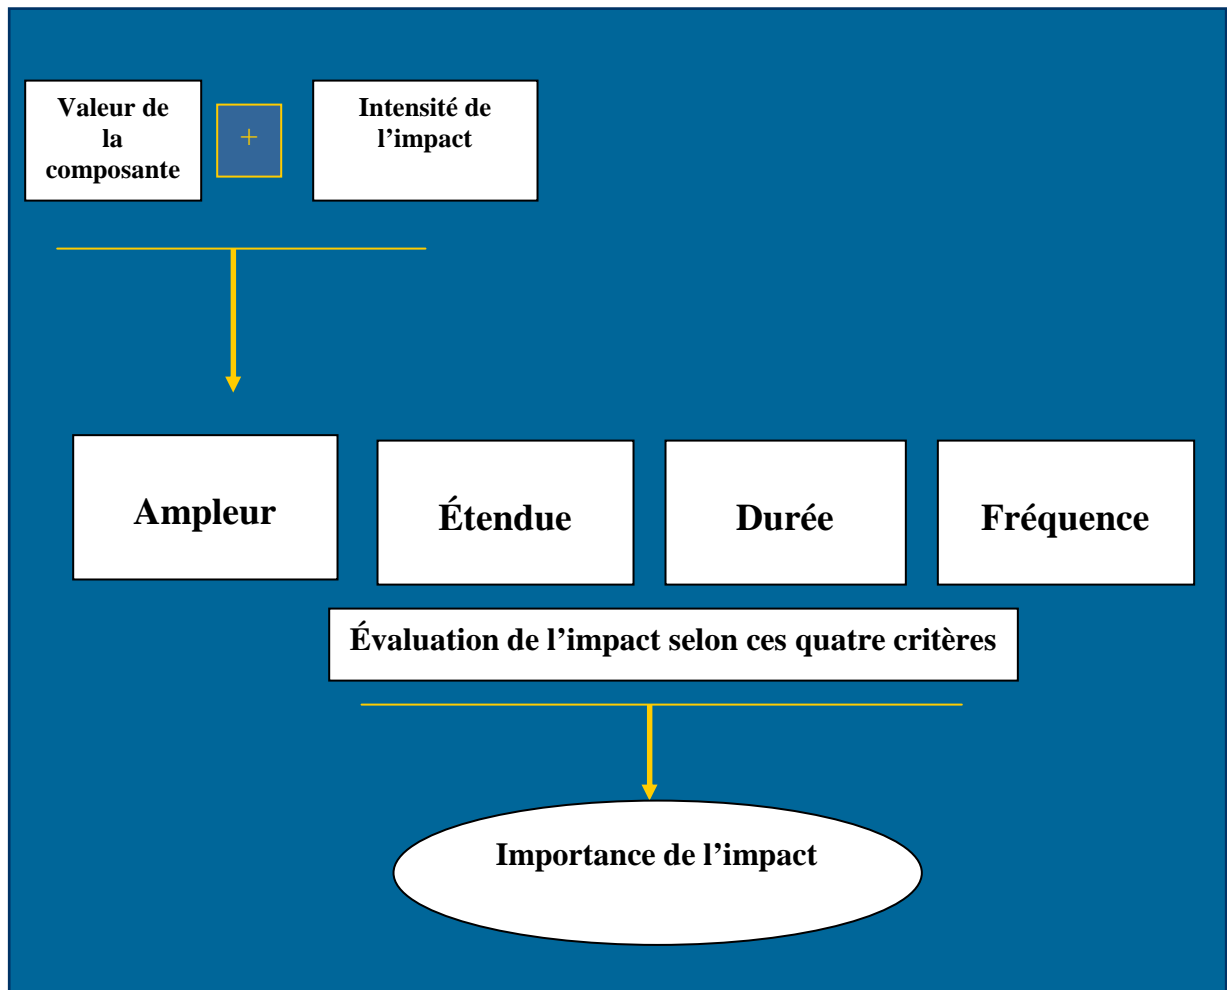 Valeur de
la
composante
+
Intensité de
l’impact
Ampleur
Étendue
Durée
Fréquence
Évaluation de l’impact selon ces quatre critères
Importance de l’impact